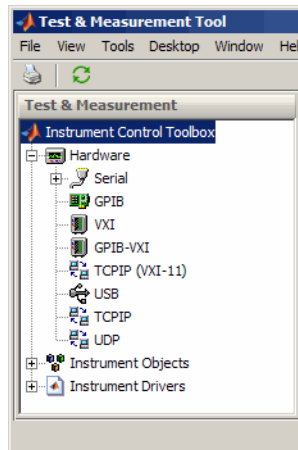 Test & Measurement Tool
File View Tools Desktop Window
Test & Measurement
Instrument Control Toolbox
Hardware
Serial
GPIB
VXI
GPIB-VXI
TCPIP (VXI-11)
USB
TCPIP
UDP
Instrument Objects
Instrument Drivers